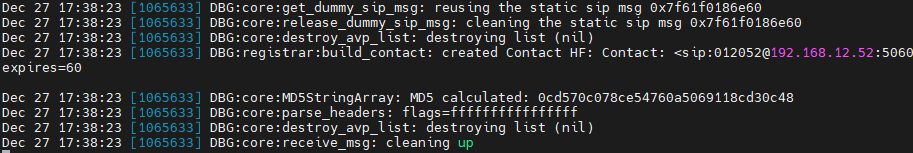 Dec 27 17:38:23 [1065633] DBG:core:get_dummy_sip_msg: reusing the static sip msg 0x7f61f0186e60
Dec 27 17:38:23 [1065633] DBG:core:release_dummy_sip_msg: cleaning the static sip msg 0x7f61f0186e60
Dec 27 17:38:23 [1065633] DBG:core:destroy_avp_list: destroying list (nil)
Dec 27 17:38:23 [1065633] DBG:registrar:build_contact: created Contact HF: Contact: <sip:012052@192.168.12.52:5060
expires=60
Dec 27 17:38:23 [1065633] DBG:core:MD5StringArray: MD5 calculated: 0cd570c078ce54760a5069118cd30c48
Dec 27 17:38:23 [1065633] DBG:core:parse_headers: flags=ffffffffffffffff
Dec 27 17:38:23 [1065633] DBG:core:destroy_avp_list: destroying list (nil)
Dec 27 17:38:23 [1065633] DBG:core:receive_msg: cleaning up